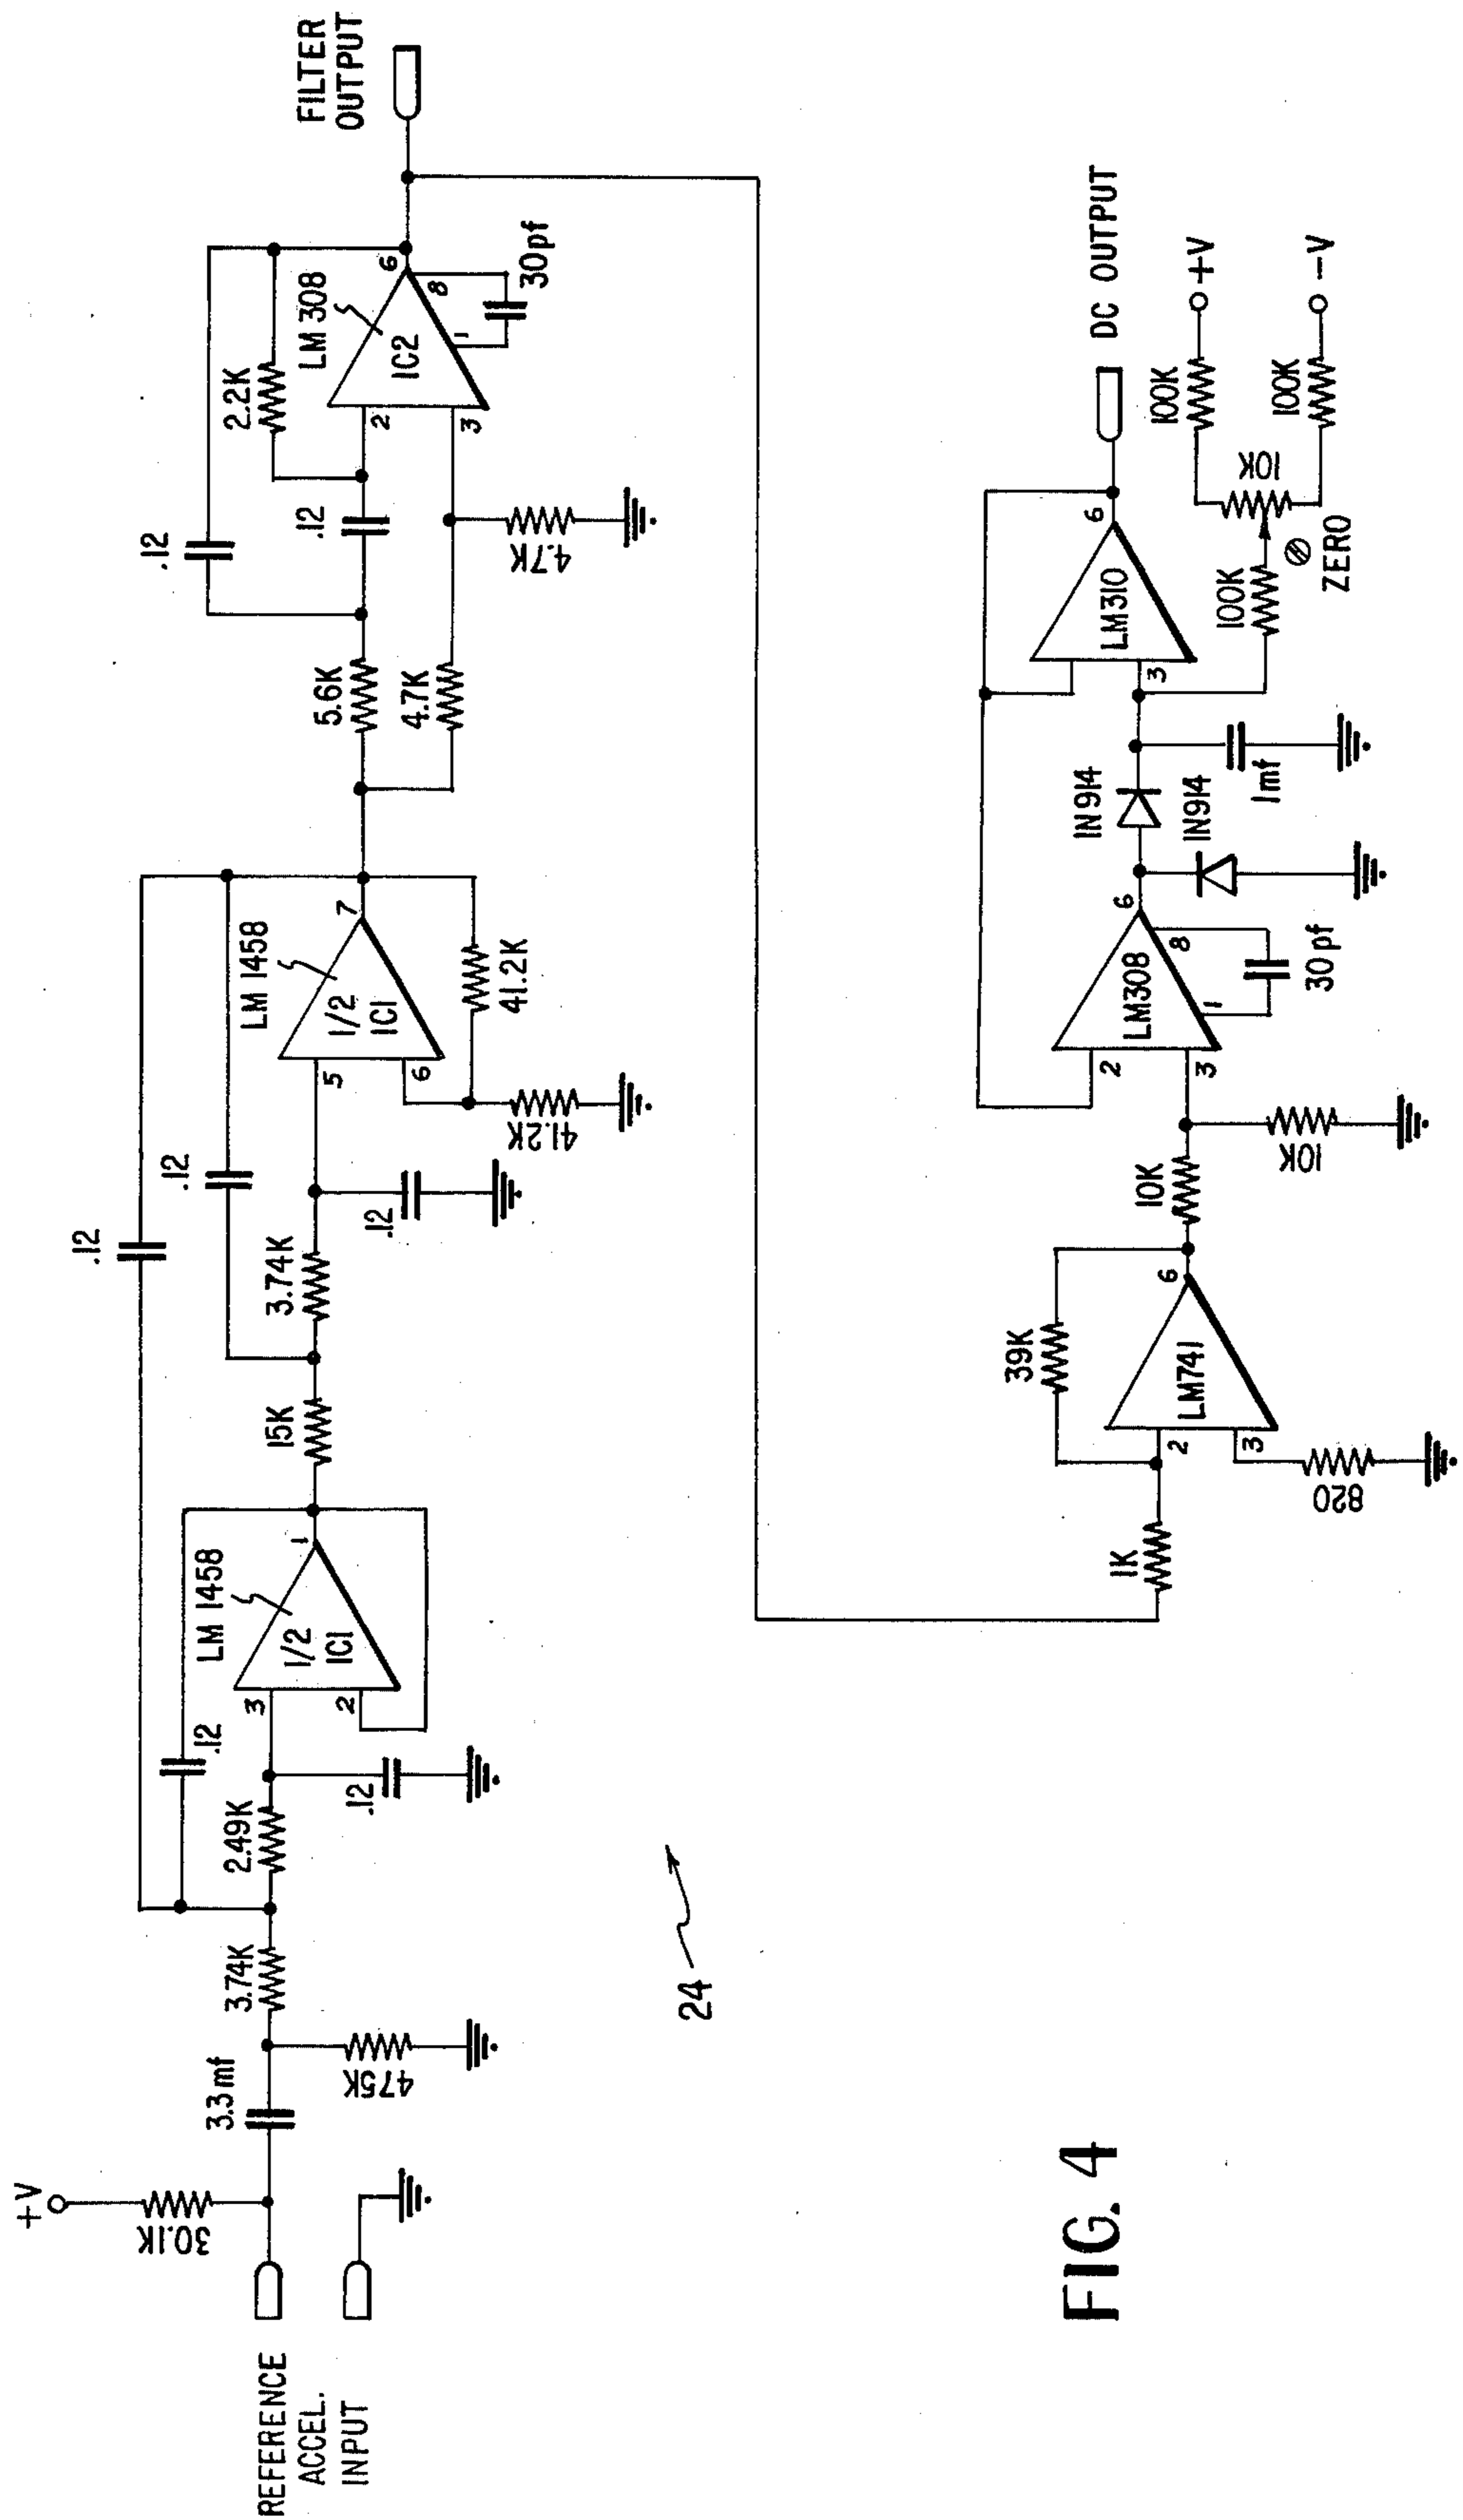 +V
30.1K
REFERENCE
ACCEL.
INPUT
3.3mf
475K
3.74K
2.49K
.12
.12
.12
LM 1458
1/2
IC1
3
2
1
15K
3.74K
.12
.12
LM 1458
1/2
IC1
5
6
7
41.2K
41.2K
5.6K
4.7K
.12
.12
4.7K
2.2K
LM 308
IC2
2
3
6
8
1
30pf
FILTER
OUTPUT
24
1K
39K
LM741
2
3
6
820
10K
10K
LM308
2
3
6
8
1
30pf
1N914
1N914
1mf
LM310
3
6
DC OUTPUT
100K
ZERO
10K
100K
+V
100K
-V
FIG. 4